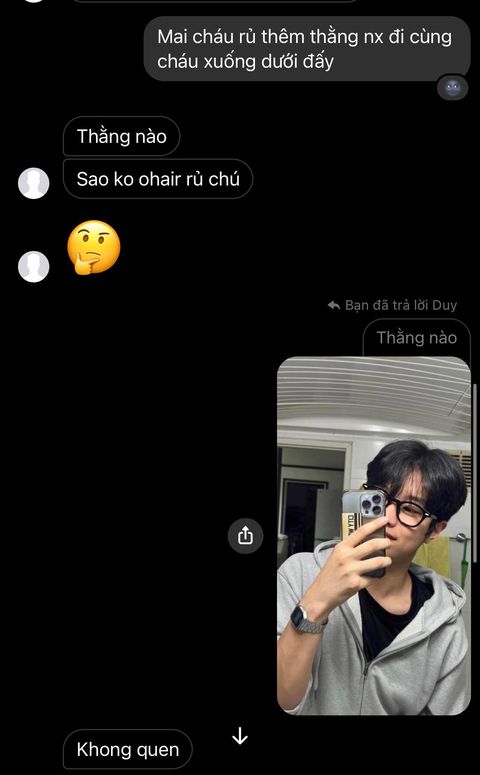 Mai cháu rủ thêm thằng nx đi cùng
cháu xuống dưới đấy
Thằng nào
Sao ko ohair rủ chú
Bạn đã trả lời Duy
Thằng nào
Khong quen